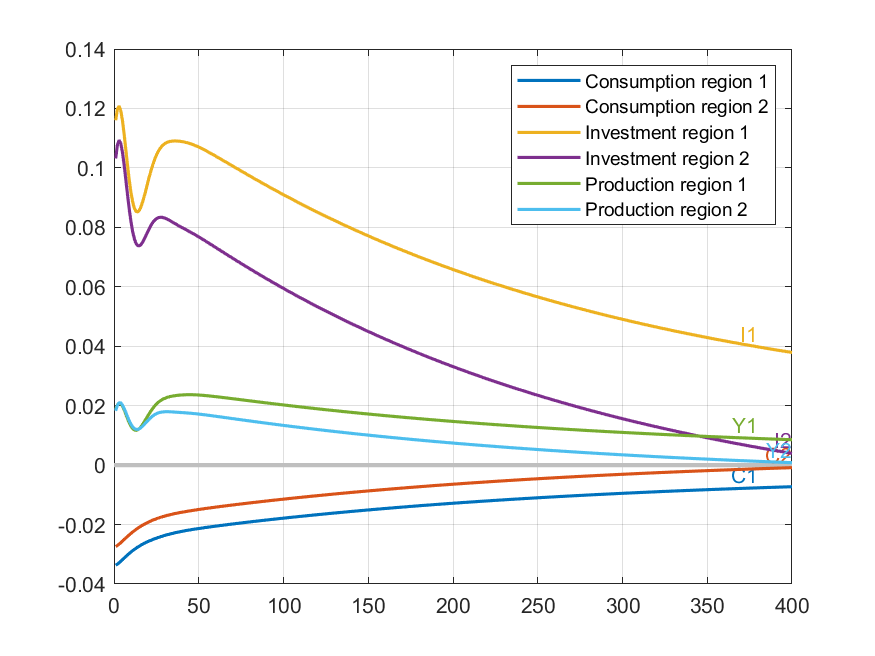 0.14
0.12
0.1
0.08
0.06
0.04
0.02
0
-0.02
-0.04
Consumption region 1
Consumption region 2
Investment region 1
Investment region 2
Production region 1
Production region 2
I1
Y1
I2
Y2
C2
C1
0 50 100 150 200 250 300 350 400